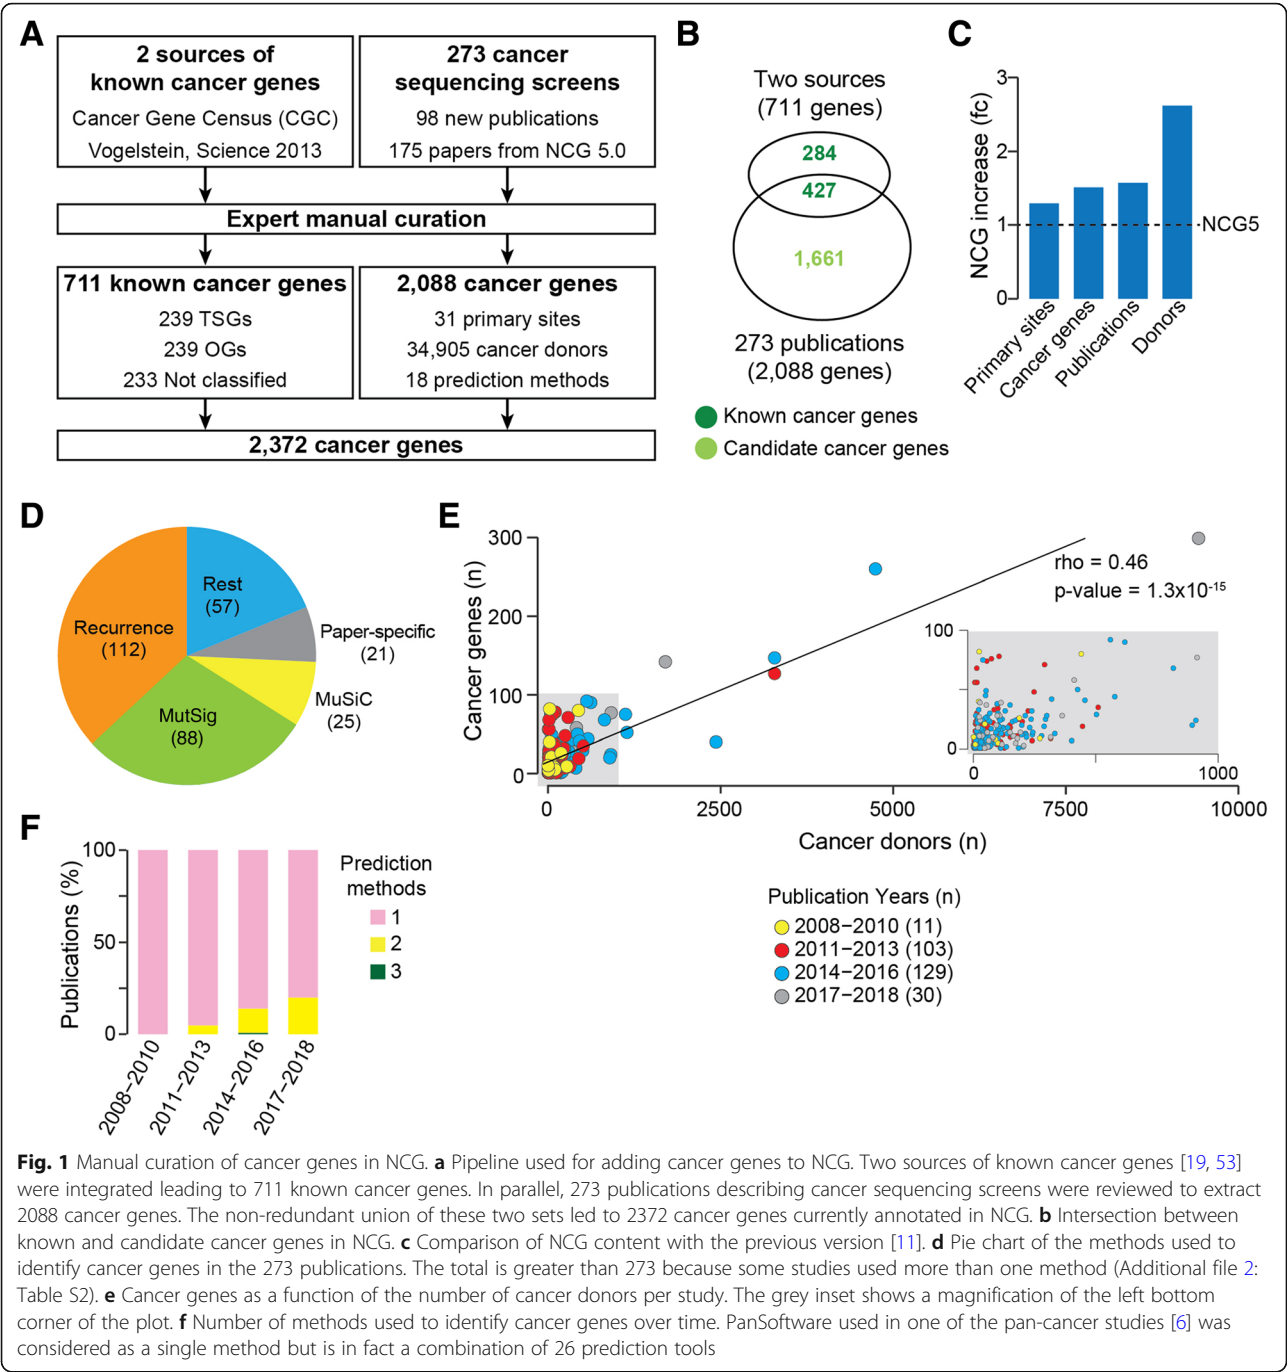 A
2 sources of
known cancer genes
Cancer Gene Census (CGC)
Vogelstein, Science 2013
273 cancer
sequencing screens
98 new publications
175 papers from NCG 5.0
Expert manual curation
711 known cancer genes
239 TSGs
239 OGs
233 Not classified
2,088 cancer genes
31 primary sites
34,905 cancer donors
18 prediction methods
2,372 cancer genes
B
Two sources
(711 genes)
284
427
1,661
273 publications
(2,088 genes)
Known cancer genes
Candidate cancer genes
C
NCG increase (fc)
3
2
1
0
NCG5
Primary sites
Cancer genes
Publications
Donors
D
Rest
(57)
Paper-specific
(21)
MuSiC
(25)
MutSig
(88)
Recurrence
(112)
E
Cancer genes (n)
300
200
100
0
0
2500
5000
7500
10000
Cancer donors (n)
rho = 0.46
p-value = 1.3x10-15
100
0
0
1000
Publication Years (n)
2008–2010 (11)
2011–2013 (103)
2014–2016 (129)
2017–2018 (30)
F
Publications (%)
100
50
0
2008–2010
2011–2013
2014–2016
2017–2018
Prediction
methods
1
2
3
Fig. 1 Manual curation of cancer genes in NCG. a Pipeline used for adding cancer genes to NCG. Two sources of known cancer genes [19, 53]
were integrated leading to 711 known cancer genes. In parallel, 273 publications describing cancer sequencing screens were reviewed to extract
2088 cancer genes. The non-redundant union of these two sets led to 2372 cancer genes currently annotated in NCG. b Intersection between
known and candidate cancer genes in NCG. c Comparison of NCG content with the previous version [11]. d Pie chart of the methods used to
identify cancer genes in the 273 publications. The total is greater than 273 because some studies used more than one method (Additional file 2:
Table S2). e Cancer genes as a function of the number of cancer donors per study. The grey inset shows a magnification of the left bottom
corner of the plot. f Number of methods used to identify cancer genes over time. PanSoftware used in one of the pan-cancer studies [6] was
considered as a single method but is in fact a combination of 26 prediction tools